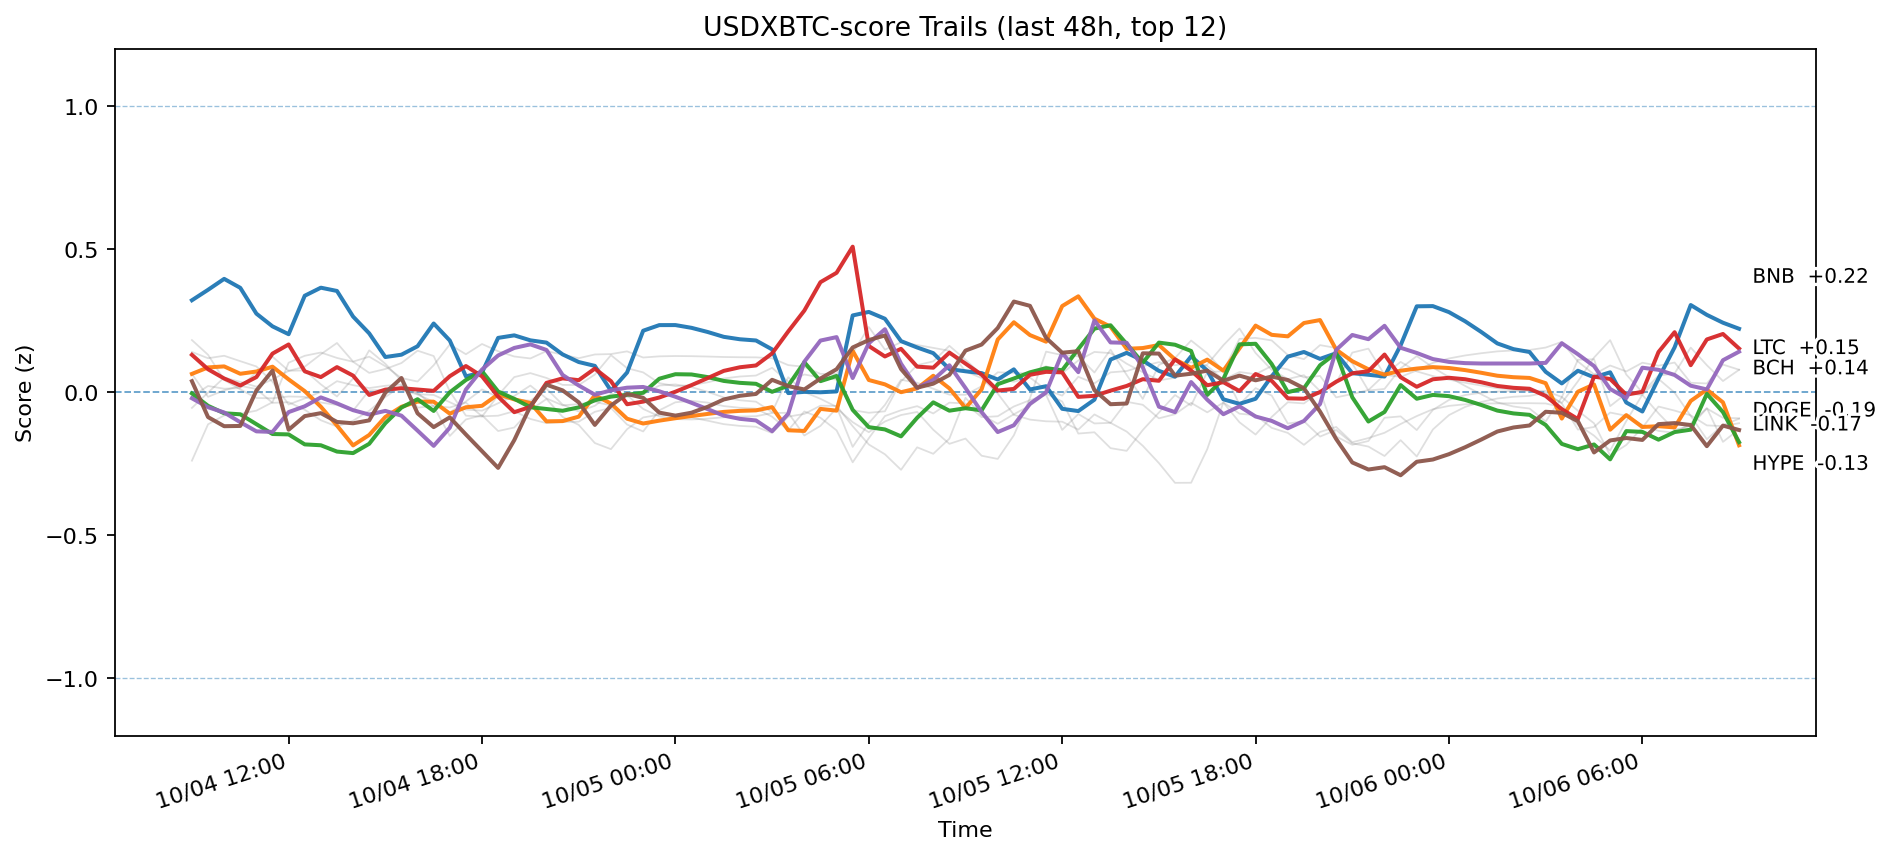 USDXBTC-score Trails (last 48h, top 12)
Score (z)
1.0
0.5
0.0
−0.5
−1.0
BNB +0.22
LTC +0.15
BCH +0.14
DOGE -0.19
LINK -0.17
HYPE -0.13
10/04 12:00
10/04 18:00
10/05 00:00
10/05 06:00
10/05 12:00
10/05 18:00
10/06 00:00
10/06 06:00
Time